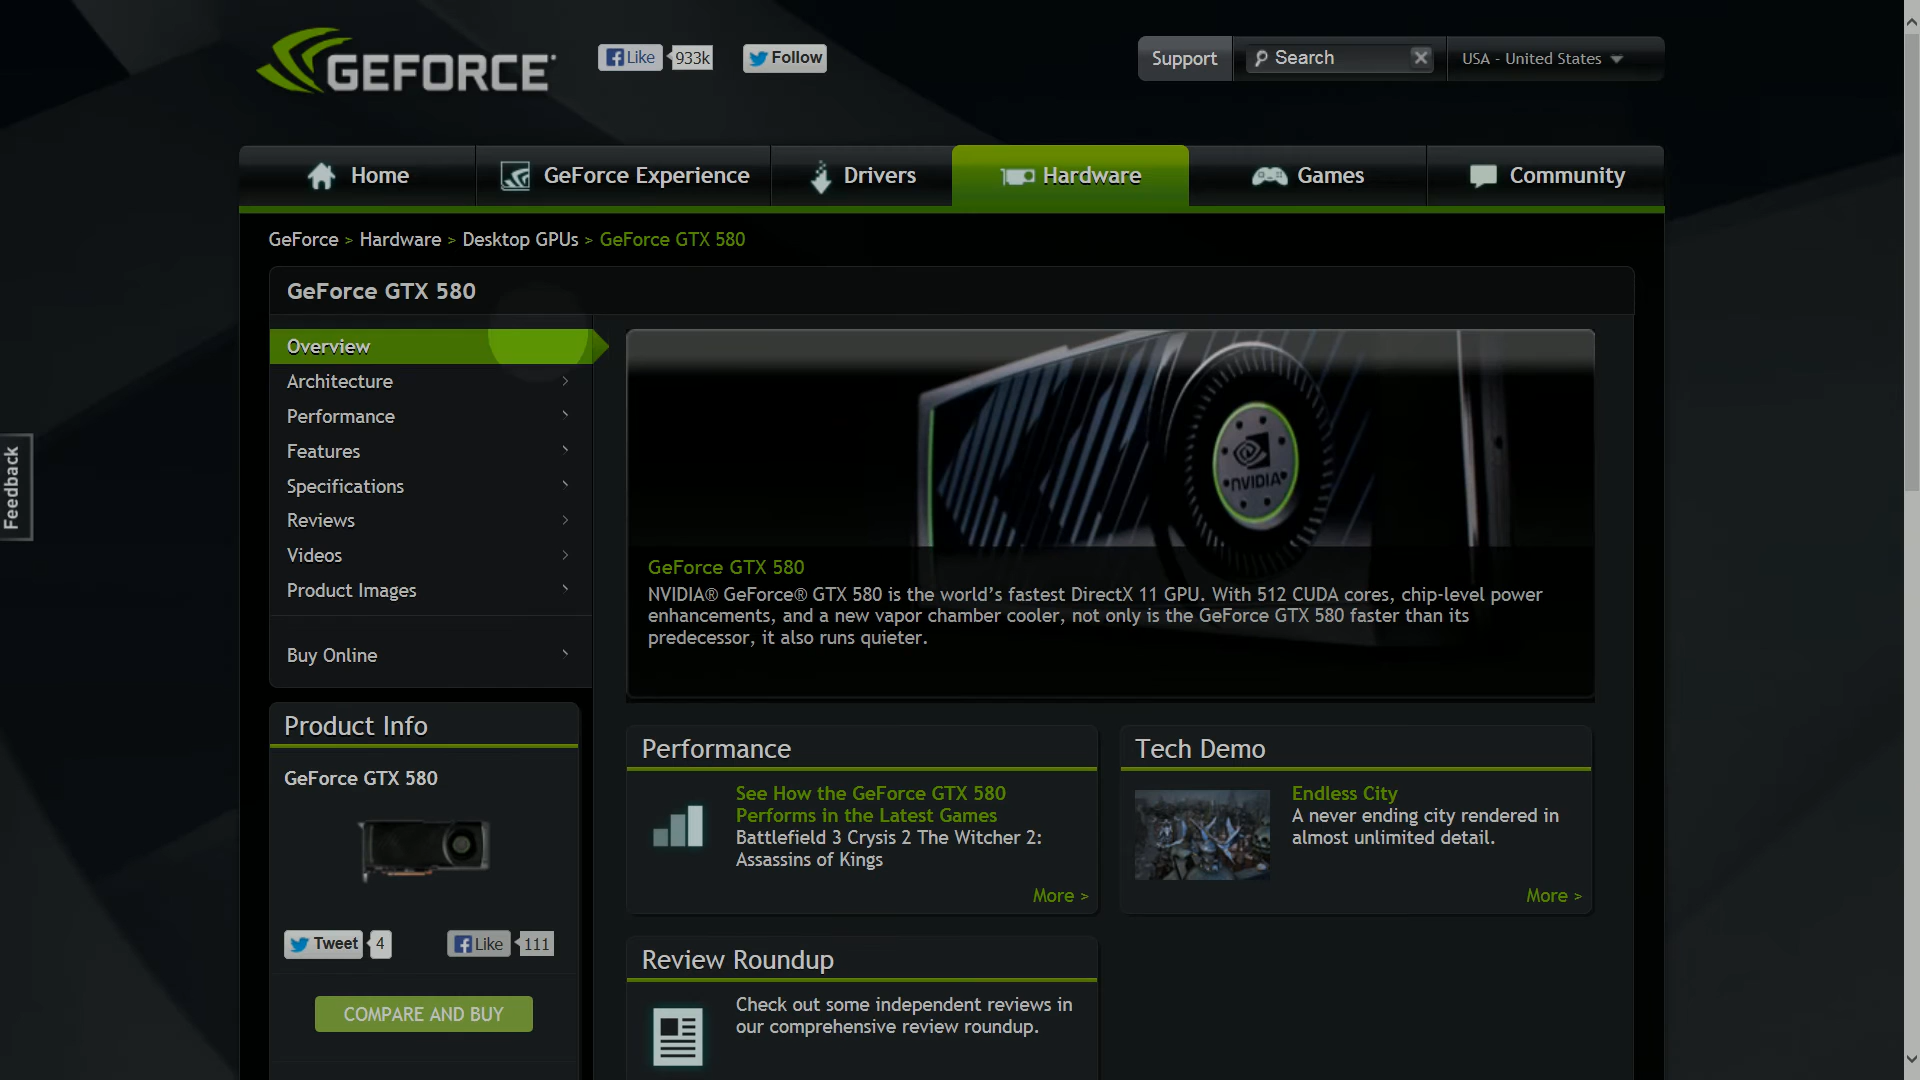 GEFORCE
Like 933k
Follow
Support
Search
USA - United States
Home
GeForce Experience
Drivers
Hardware
Games
Community
GeForce > Hardware > Desktop GPUs > GeForce GTX 580
GeForce GTX 580
Overview
Architecture
Performance
Features
Specifications
Reviews
Videos
Product Images
Buy Online
Feedback
NVIDIA
GeForce GTX 580
NVIDIA® GeForce® GTX 580 is the world's fastest DirectX 11 GPU. With 512 CUDA cores, chip-level power
enhancements, and a new vapor chamber cooler, not only is the GeForce GTX 580 faster than its
predecessor, it also runs quieter.
Product Info
GeForce GTX 580
Tweet 4
Like 111
COMPARE AND BUY
Performance
See How the GeForce GTX 580
Performs in the Latest Games
Battlefield 3 Crysis 2 The Witcher 2:
Assassins of Kings
More >
Tech Demo
Endless City
A never ending city rendered in
almost unlimited detail.
More >
Review Roundup
Check out some independent reviews in
our comprehensive review roundup.